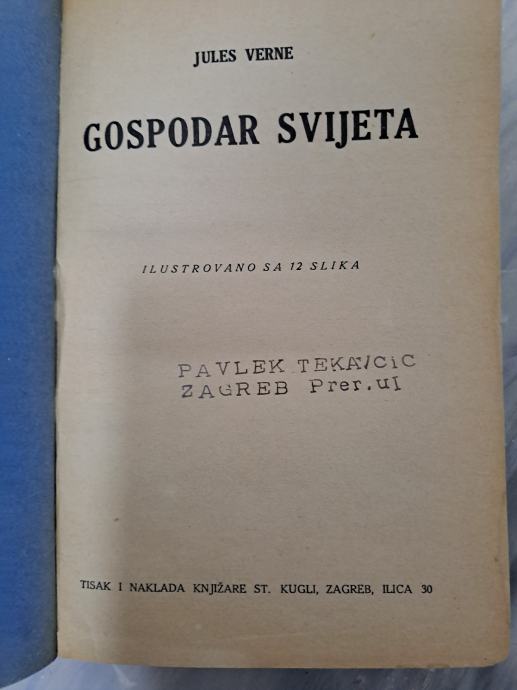 JULES VERNE
GOSPODAR SVIJETA
ILUSTROVANO SA 12 SLIKA
PAVLEK TEKAVCIC
ZAGREB Prer.ul
TISAK I NAKLADA KNJIŽARE ST. KUGLI, ZAGREB, ILICA 30